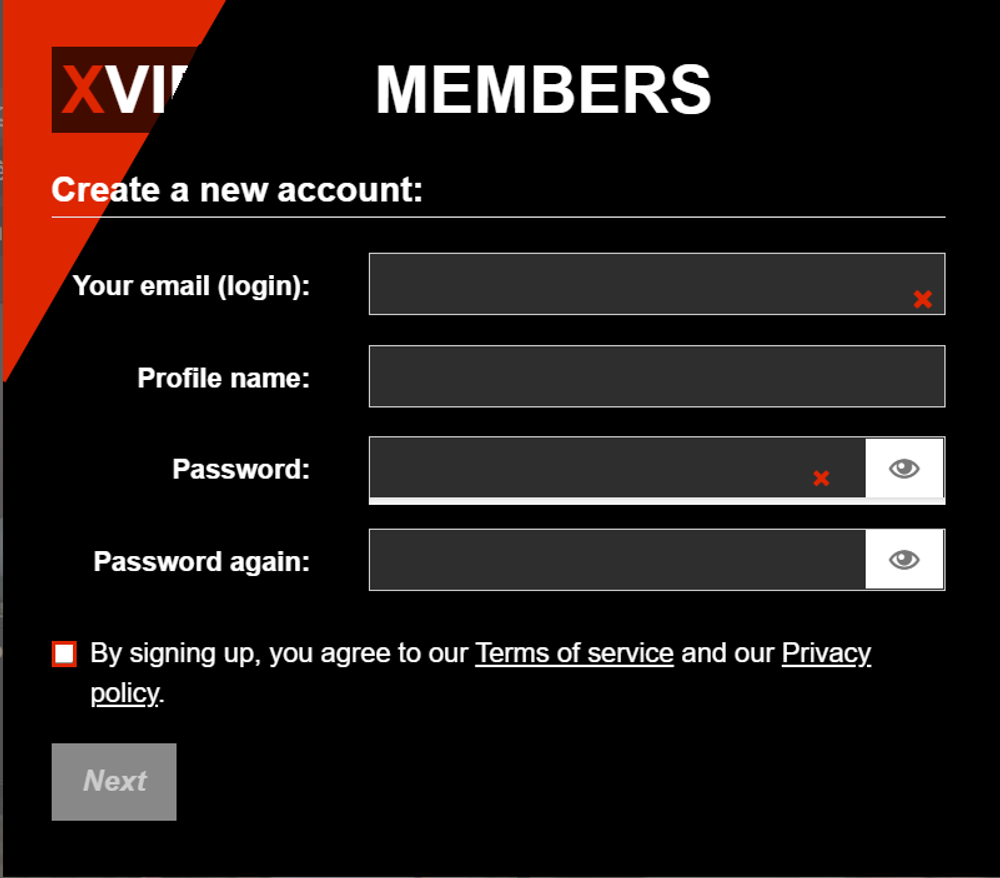 XVI MEMBERS
Create a new account:
Your email (login):
Profile name:
Password:
Password again:
By signing up, you agree to our Terms of service and our Privacy
policy.
Next